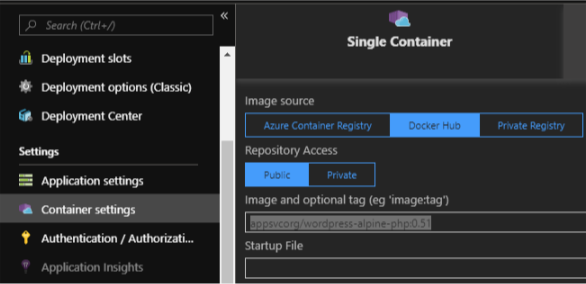 Search (Ctrl+/)
«
Deployment slots
Deployment options (Classic)
Deployment Center
Settings
Application settings
Container settings
Authentication / Authorizati...
Application Insights
Single Container
Image source
Azure Container Registry
Docker Hub
Private Registry
Repository Access
Public
Private
Image and optional tag (eg 'image:tag')
appsvcorg/wordpress-alpine-php:0.51
Startup File